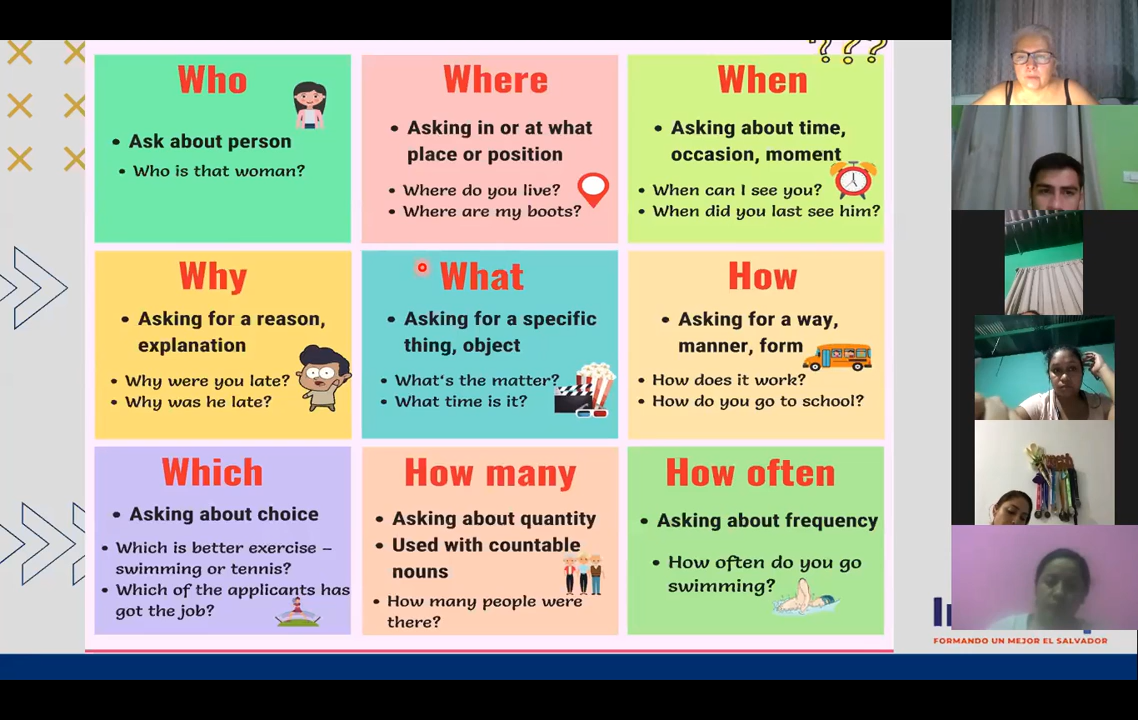 Who
• Ask about person
• Who is that woman?
Where
• Asking in or at what
place or position
• Where do you live?
• Where are my boots?
When
• Asking about time,
occasion, moment
• When can I see you?
• When did you last see him?
Why
• Asking for a reason,
explanation
• Why were you late?
• Why was he late?
What
• Asking for a specific
thing, object
• What's the matter?
• What time is it?
How
• Asking for a way,
manner, form
• How does it work?
• How do you go to school?
Which
• Asking about choice
• Which is better exercise –
swimming or tennis?
• Which of the applicants has
got the job?
How many
• Asking about quantity
• Used with countable
nouns
• How many people were
there?
How often
• Asking about frequency
• How often do you go
swimming?
???
FORMANDO UN MEJOR EL SALVADOR